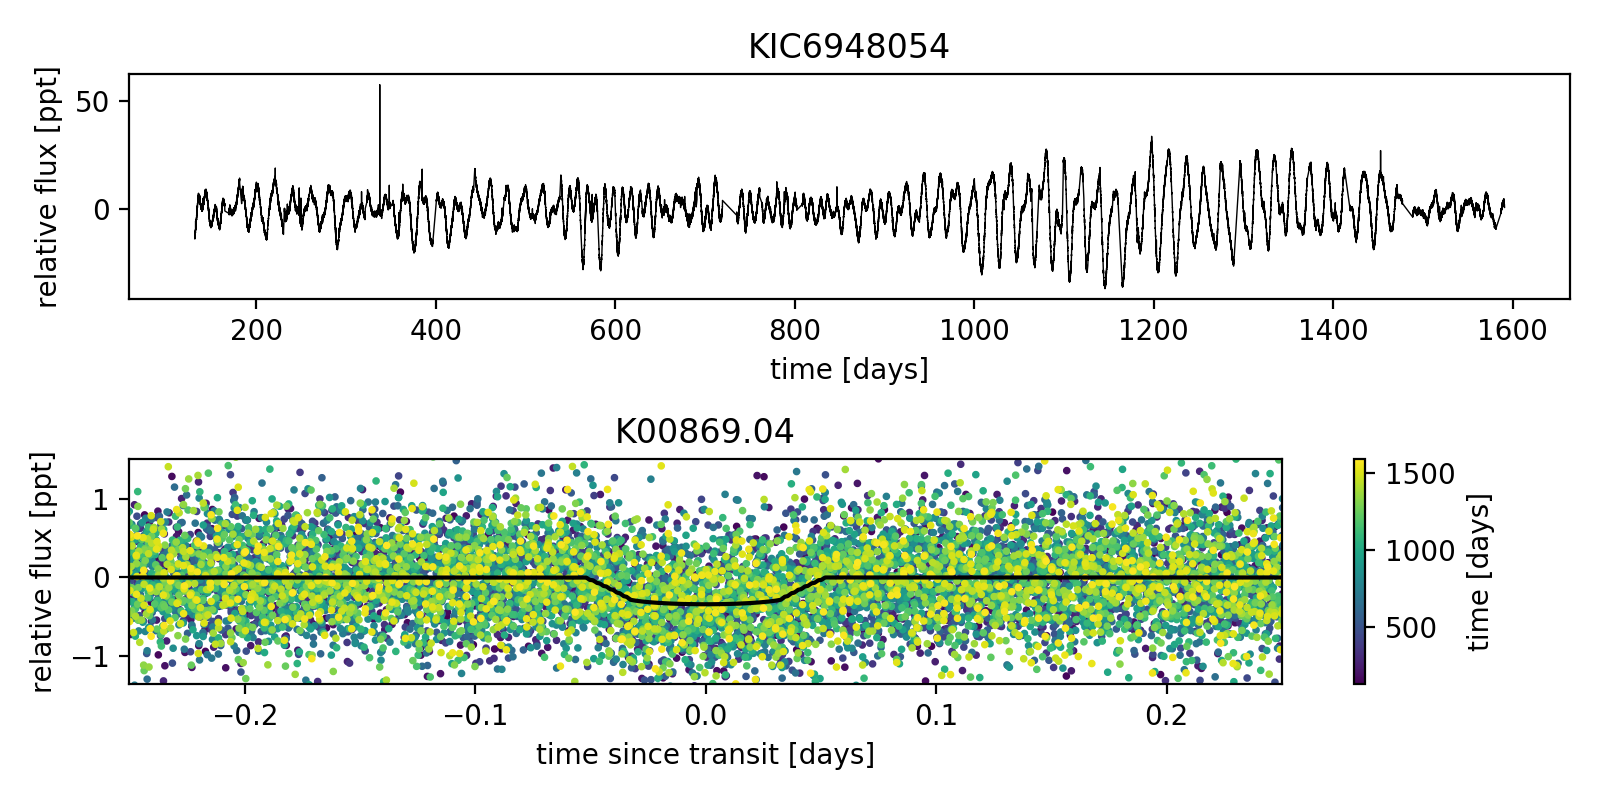 KIC6948054
relative flux [ppt]
50
0
200 400 600 800 1000 1200 1400 1600
time [days]
K00869.04
relative flux [ppt]
1
0
−1
−0.2 −0.1 0.0 0.1 0.2
time since transit [days]
1500
1000
500
time [days]